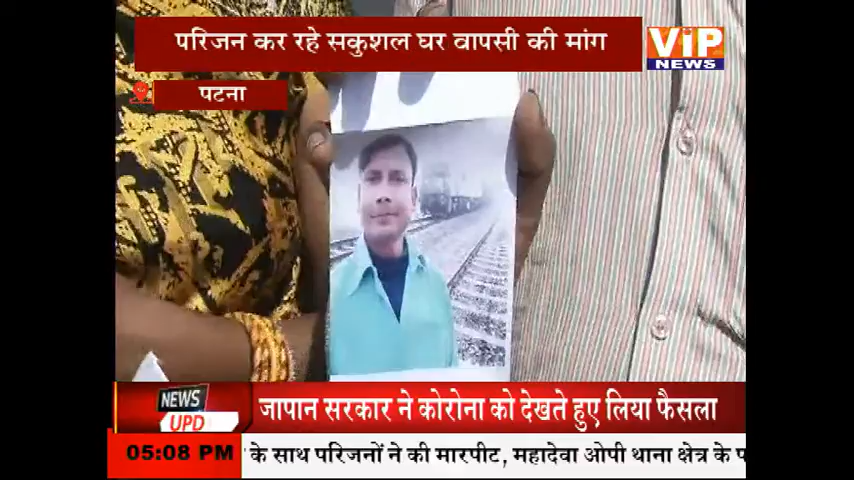 परिजन कर रहे सकुशल घर वापसी की मांग
ViP
NEWS
पटना
NEWS
UPD
जापान सरकार ने कोरोना को देखते हुए लिया फैसला
05:08 PM
के साथ परिजनों ने की मारपीट, महादेवा ओपी थाना क्षेत्र के